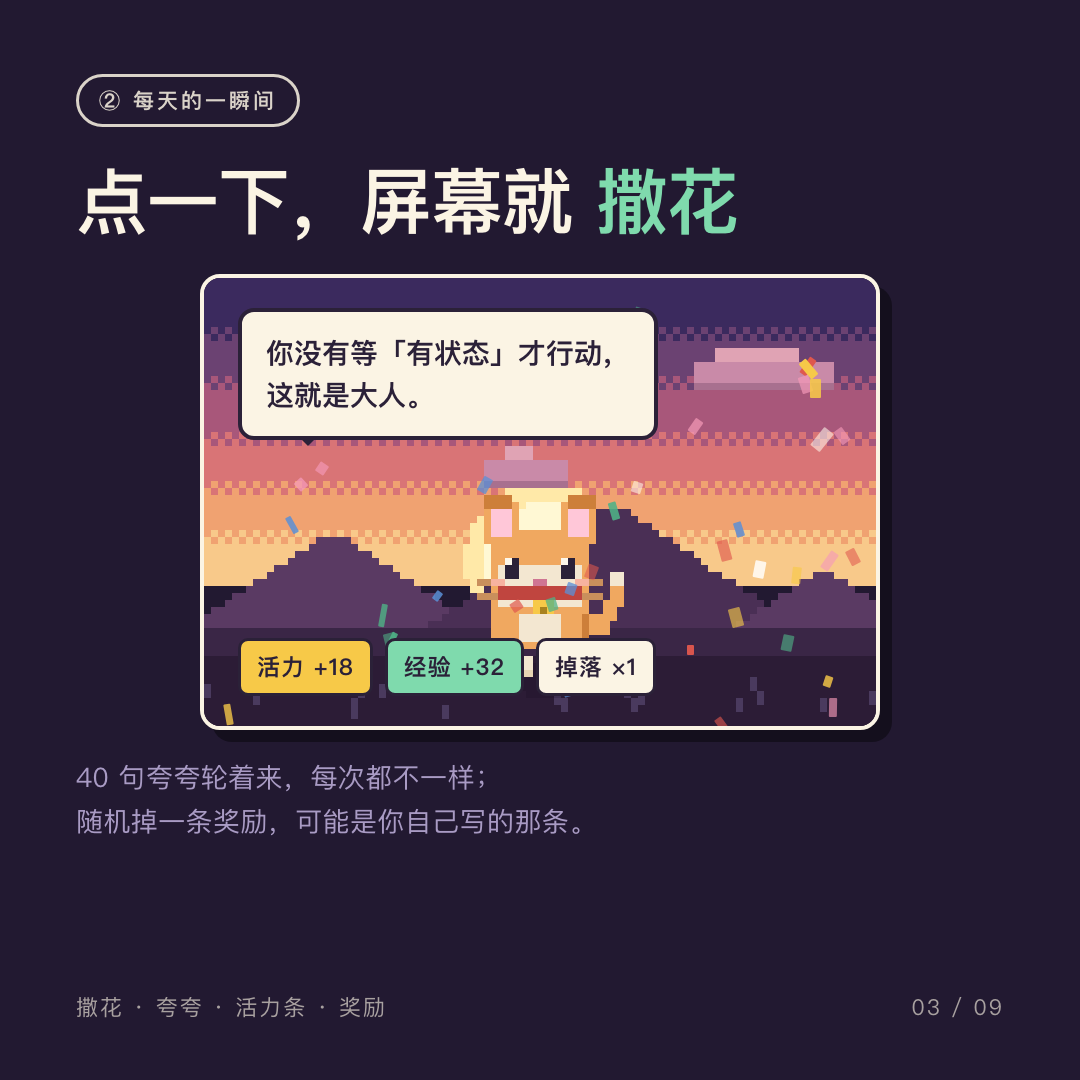 ② 每天的一瞬间
点一下，屏幕就 撒花
你没有等「有状态」才行动，
这就是大人。
活力 +18
经验 +32
掉落 ×1
40 句夸夸轮着来，每次都不一样；
随机掉一条奖励，可能是你自己写的那条。
撒花 · 夸夸 · 活力条 · 奖励
03 / 09